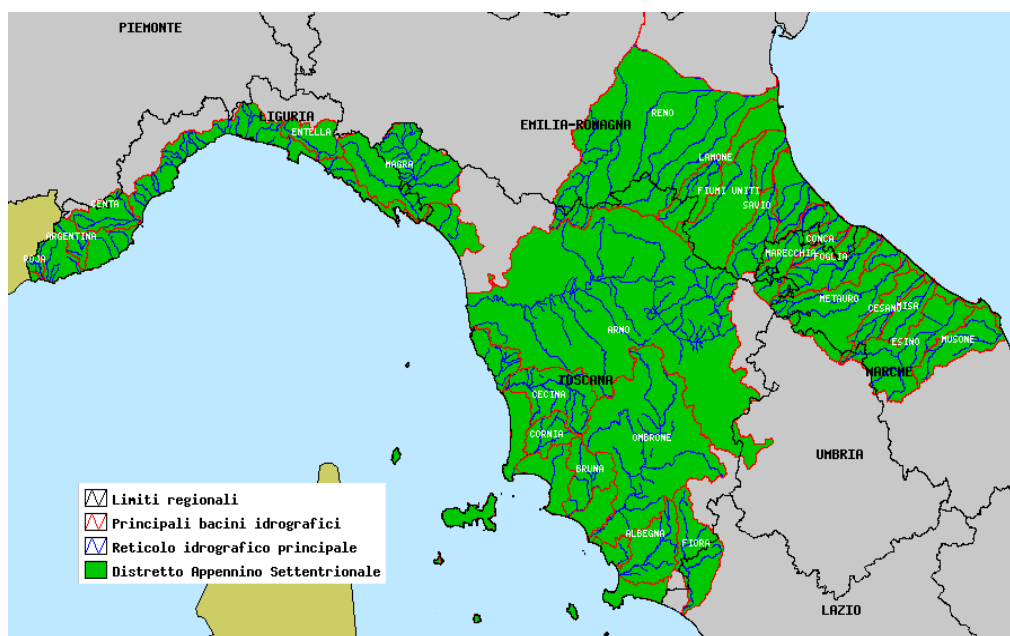 PIEMONTE
LIGURIA
ENTELLA
MAGRA
EMILIA-ROMAGNA
RENO
LAMONE
FIUMI UNITI
SAVIO
CENTA
ARGENTINA
ROJA
CONCA
MARECCHIA
FOGLIA
METAURO
CESANO
MISA
ESINO
MUSONE
MARCHE
ARNO
TOSCANA
CECINA
CORNIA
OMBRONE
BRUNA
UMBRIA
ALBEGNA
FIORA
LAZIO
Limiti regionali
Principali bacini idrografici
Reticolo idrografico principale
Distretto Appennino Settentrionale